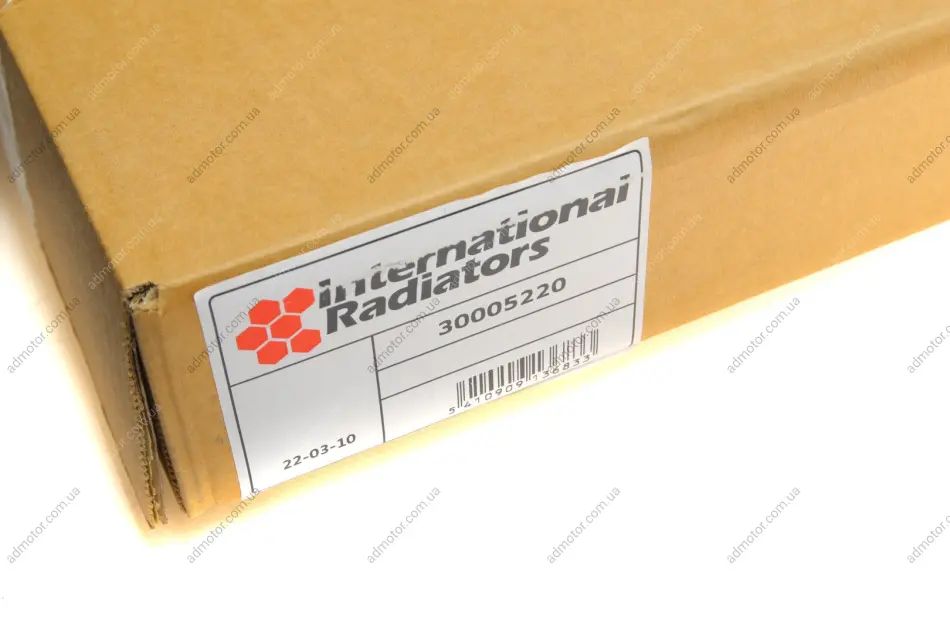 International
Radiators
30005220
5 410909 136833
22-03-10
admotor.com.ua